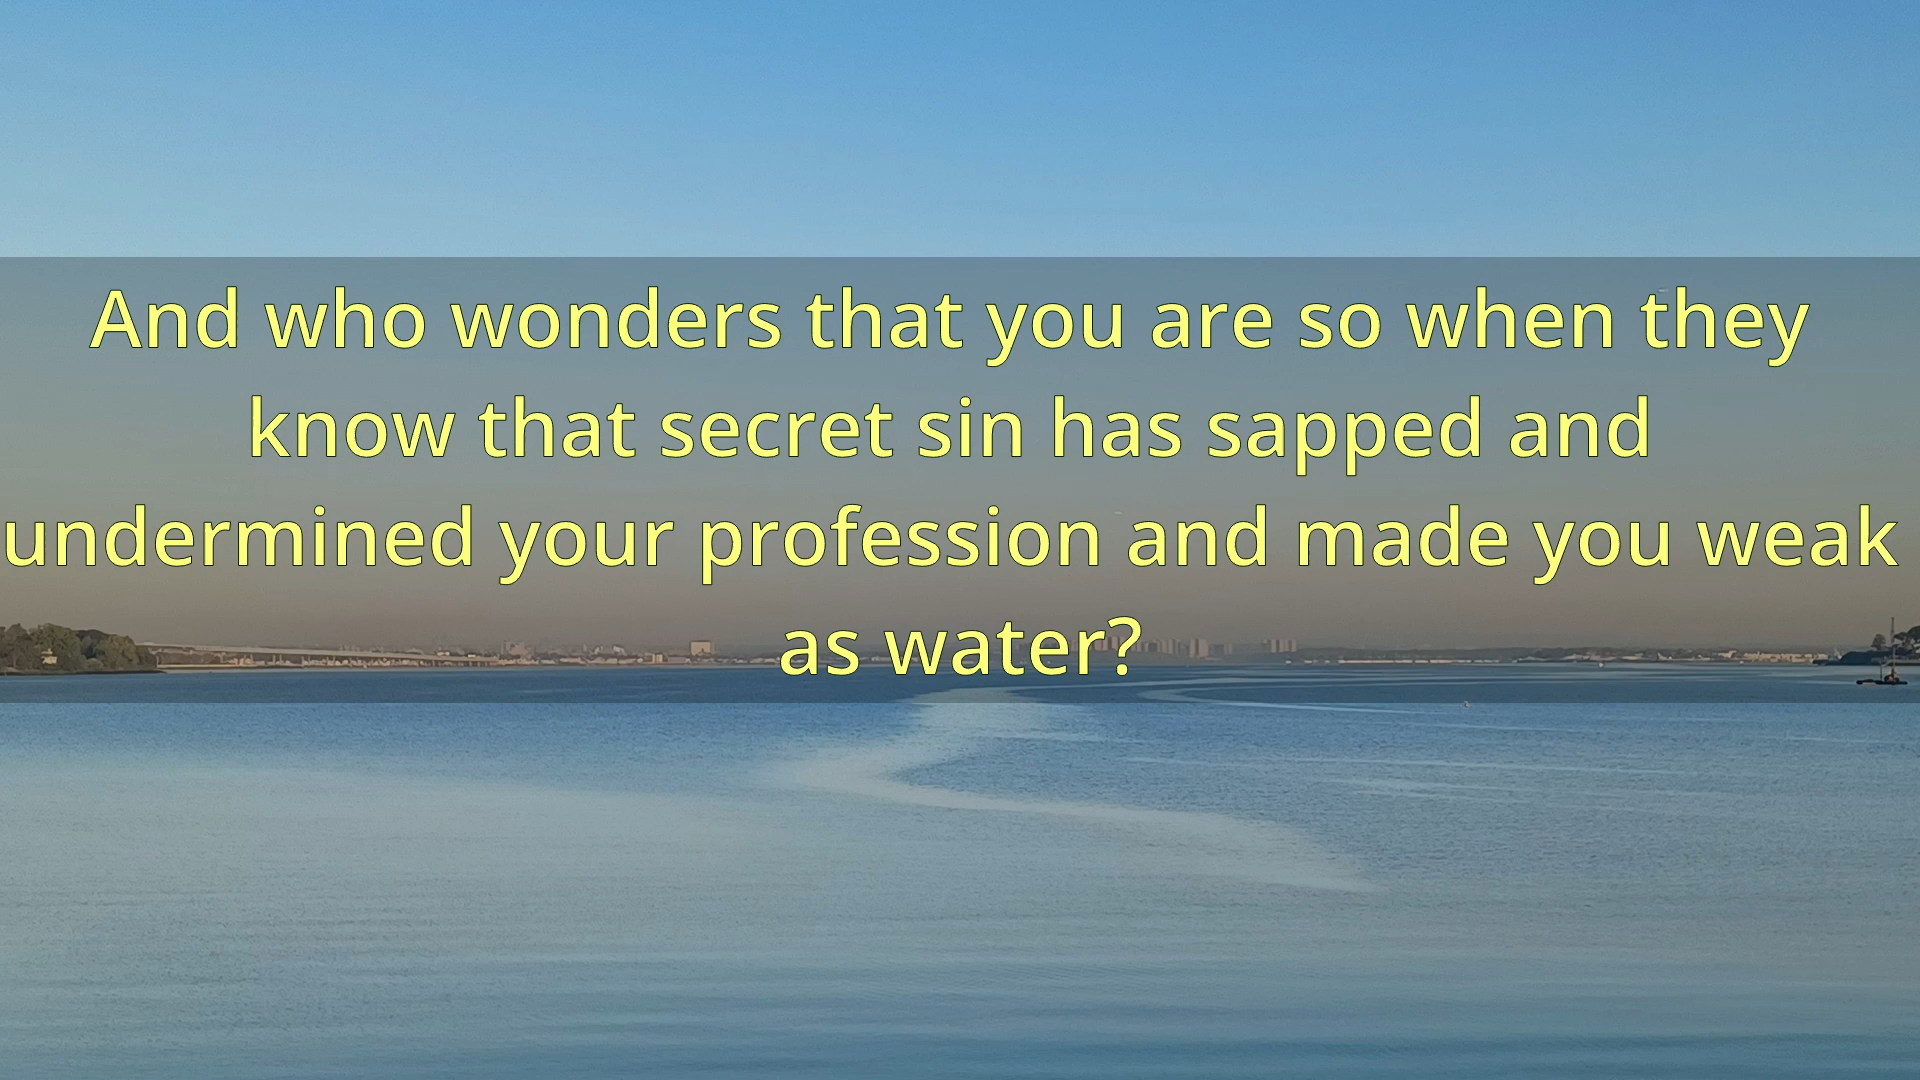 And who wonders that you are so when they
know that secret sin has sapped and
undermined your profession and made you weak
as water?